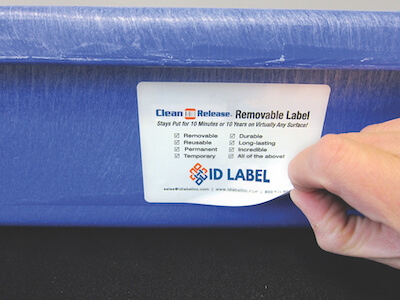 Clean Release™ Removable Label
Stays Put for 10 Minutes or 10 Years on Virtually Any Surface!
☑ Removable ☑ Durable
☑ Reusable ☑ Long-lasting
☑ Permanent ☑ Incredible
☑ Temporary ☑ All of the above!
ID LABEL